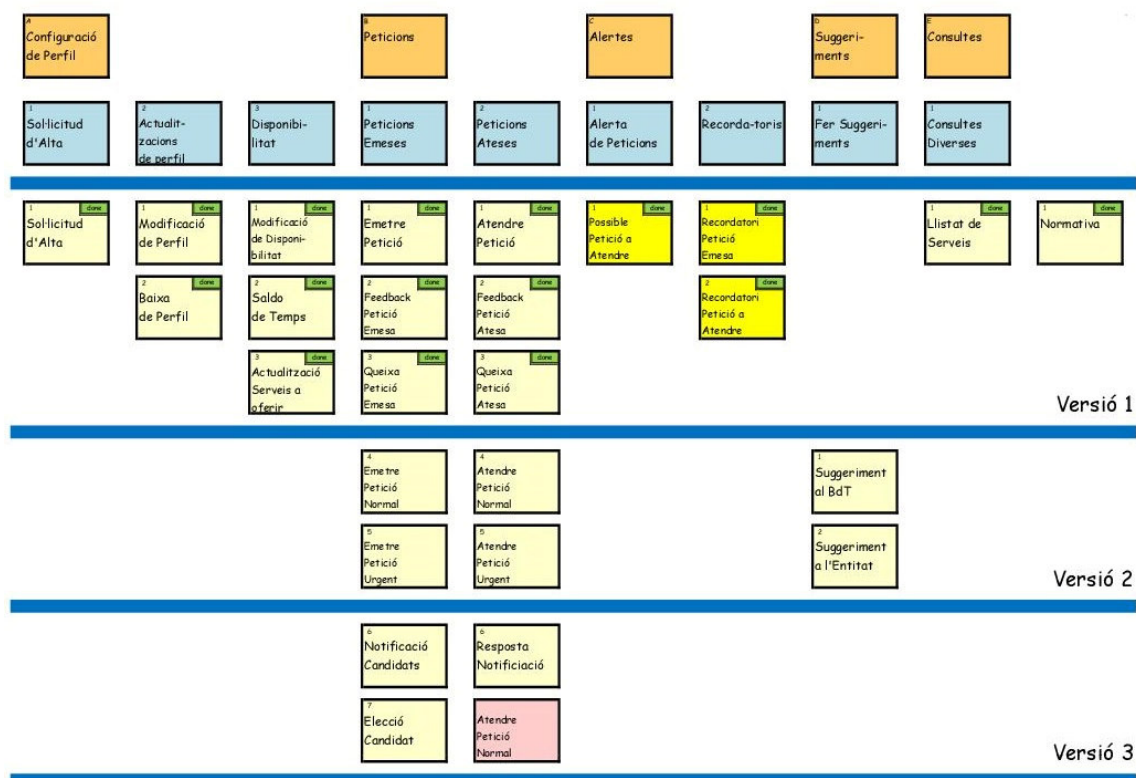 A
Configuració
de Perfil
B
Peticions
C
Alertes
D
Suggeri-
ments
E
Consultes
1
Sol·licitud
d'Alta
2
Actualit-
zacions
de perfil
3
Disponibi-
litat
1
Peticions
Emeses
2
Peticions
Ateses
1
Alerta
de Peticions
2
Recorda-toris
1
Fer Suggeri-
ments
1
Consultes
Diverses
1 done
Sol·licitud
d'Alta
1 done
Modificació
de Perfil
1 done
Modificació
de Disponi-
bilitat
1 done
Emetre
Petició
1 done
Atendre
Petició
1 done
Possible
Petició a
Atendre
1 done
Recordatori
Petició
Emesa
1 done
Llistat de
Serveis
1 done
Normativa
2 done
Baixa
de Perfil
2 done
Saldo
de Temps
2 done
Feedback
Petició
Emesa
2 done
Feedback
Petició
Atesa
2 done
Recordatori
Petició a
Atendre
3 done
Actualització
Serveis a
oferir
3 done
Queixa
Petició
Emesa
3 done
Queixa
Petició
Atesa
Versió 1
4
Emetre
Petició
Normal
4
Atendre
Petició
Normal
1
Suggeriment
al BdT
5
Emetre
Petició
Urgent
5
Atendre
Petició
Urgent
2
Suggeriment
a l'Entitat
Versió 2
6
Notificació
Candidats
6
Resposta
Notificiació
7
Elecció
Candidat
Atendre
Petició
Normal
Versió 3